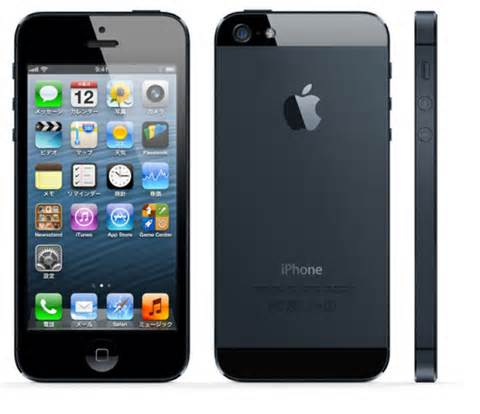 9:41
メッセージ カレンダー 写真 カメラ
12
ビデオ マップ 天気 Passbook
メモ リマインダー 時計 株価
Newsstand iTunes App Store Game Center
設定
電話 メール Safari ミュージック
iPhone